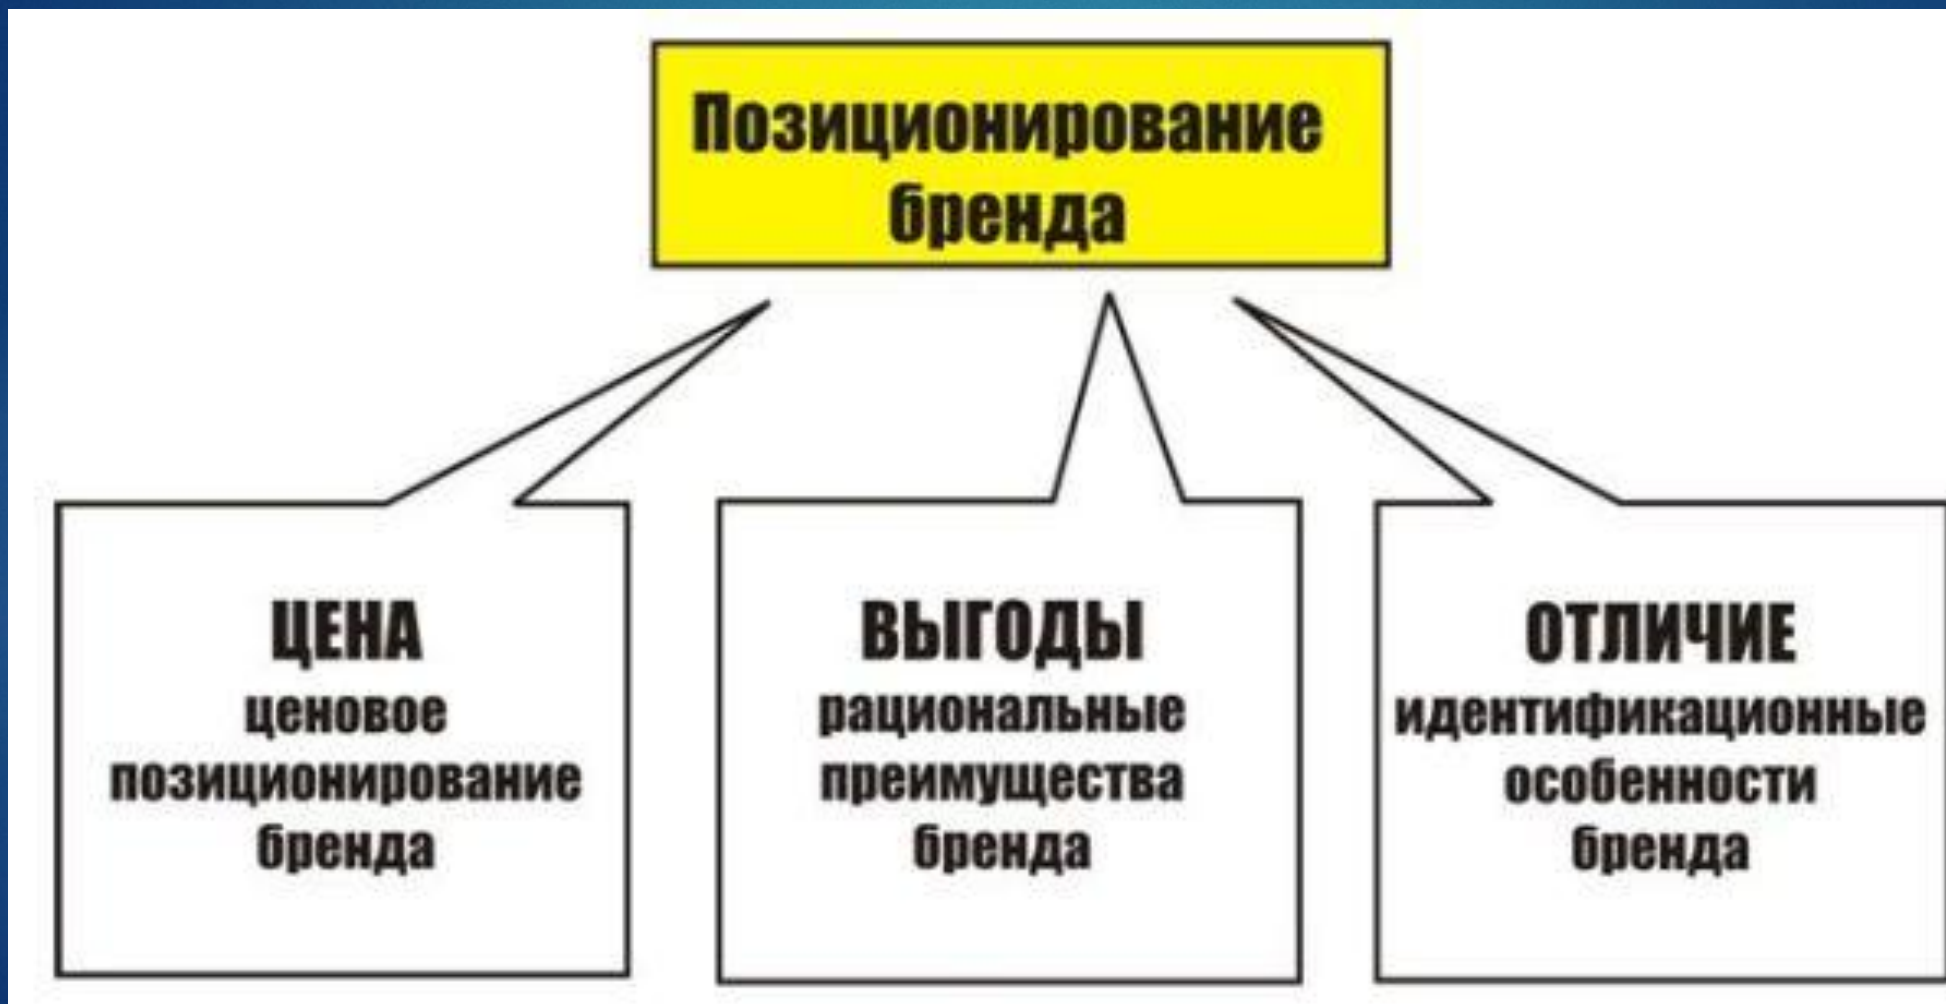 Позиционирование
бренда
ЦЕНА
ценовое
позиционирование
бренда
ВЫГОДЫ
рациональные
преимущества
бренда
ОТЛИЧИЕ
идентификационные
особенности
бренда